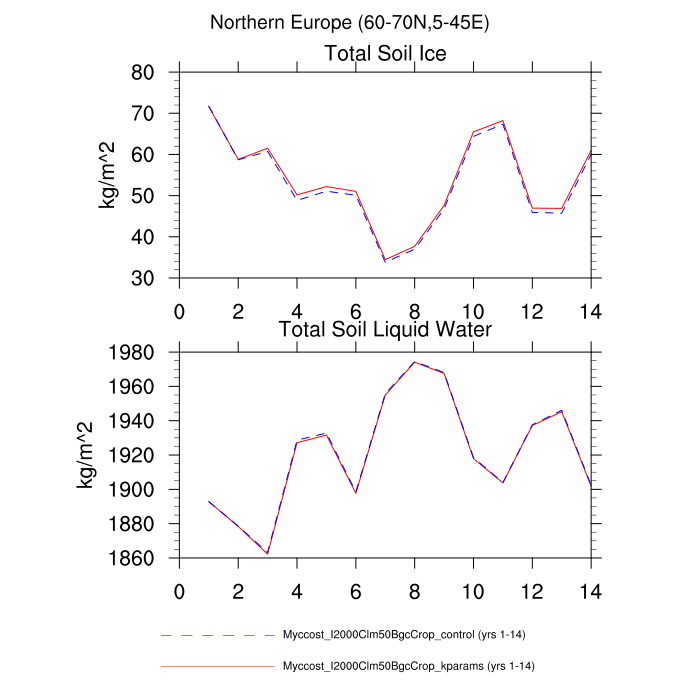 Northern Europe (60-70N,5-45E)
Total Soil Ice
80
70
60
50
40
30
kg/m^2
0 2 4 6 8 10 12 14
Total Soil Liquid Water
1980
1960
1940
1920
1900
1880
1860
kg/m^2
0 2 4 6 8 10 12 14
Myccost_I2000Clm50BgcCrop_control (yrs 1-14)
Myccost_I2000Clm50BgcCrop_kparams (yrs 1-14)